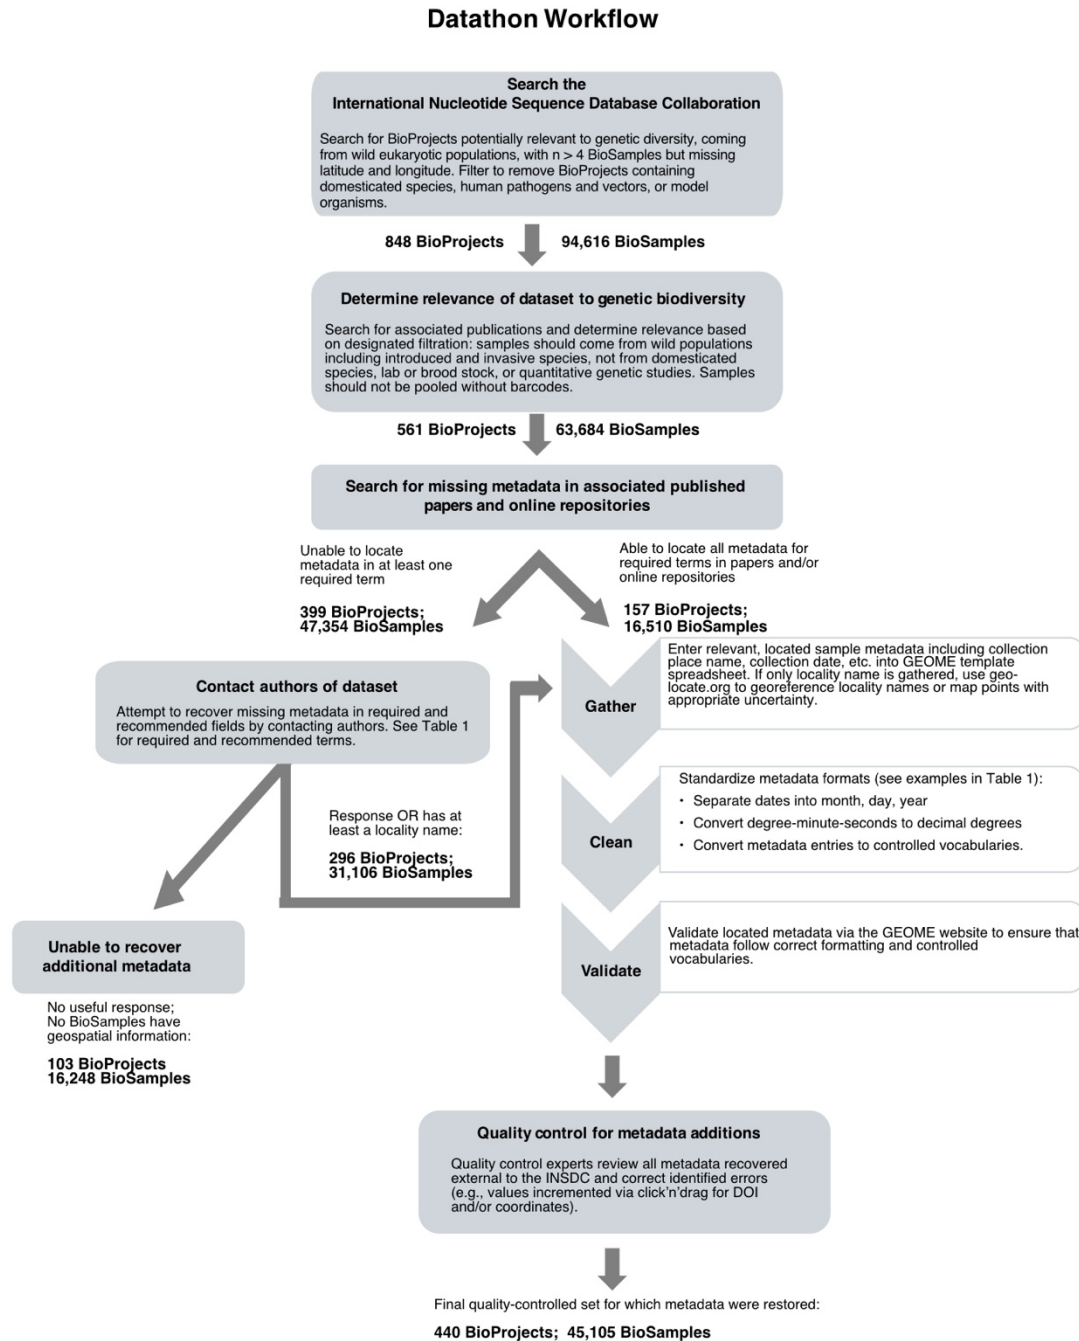 Datathon Workflow
Search the
International Nucleotide Sequence Database Collaboration
Search for BioProjects potentially relevant to genetic diversity, coming
from wild eukaryotic populations, with n > 4 BioSamples but missing
latitude and longitude. Filter to remove BioProjects containing
domesticated species, human pathogens and vectors, or model
organisms.
848 BioProjects 94,616 BioSamples
Determine relevance of dataset to genetic biodiversity
Search for associated publications and determine relevance based
on designated filtration: samples should come from wild populations
including introduced and invasive species, not from domesticated
species, lab or brood stock, or quantitative genetic studies. Samples
should not be pooled without barcodes.
561 BioProjects 63,684 BioSamples
Search for missing metadata in associated published
papers and online repositories
Unable to locate
metadata in at least one
required term
399 BioProjects;
47,354 BioSamples
Able to locate all metadata for
required terms in papers and/or
online repositories
157 BioProjects;
16,510 BioSamples
Contact authors of dataset
Attempt to recover missing metadata in required and
recommended fields by contacting authors. See Table 1
for required and recommended terms.
Response OR has at
least a locality name:
296 BioProjects;
31,106 BioSamples
Unable to recover
additional metadata
No useful response;
No BioSamples have
geospatial information:
103 BioProjects
16,248 BioSamples
Gather
Enter relevant, located sample metadata including collection
place name, collection date, etc. into GEOME template
spreadsheet. If only locality name is gathered, use geo-
locate.org to georeference locality names or map points with
appropriate uncertainty.
Clean
Standardize metadata formats (see examples in Table 1):
• Separate dates into month, day, year
• Convert degree-minute-seconds to decimal degrees
• Convert metadata entries to controlled vocabularies.
Validate
Validate located metadata via the GEOME website to ensure that
metadata follow correct formatting and controlled
vocabularies.
Quality control for metadata additions
Quality control experts review all metadata recovered
external to the INSDC and correct identified errors
(e.g., values incremented via click'n'drag for DOI
and/or coordinates).
Final quality-controlled set for which metadata were restored:
440 BioProjects; 45,105 BioSamples